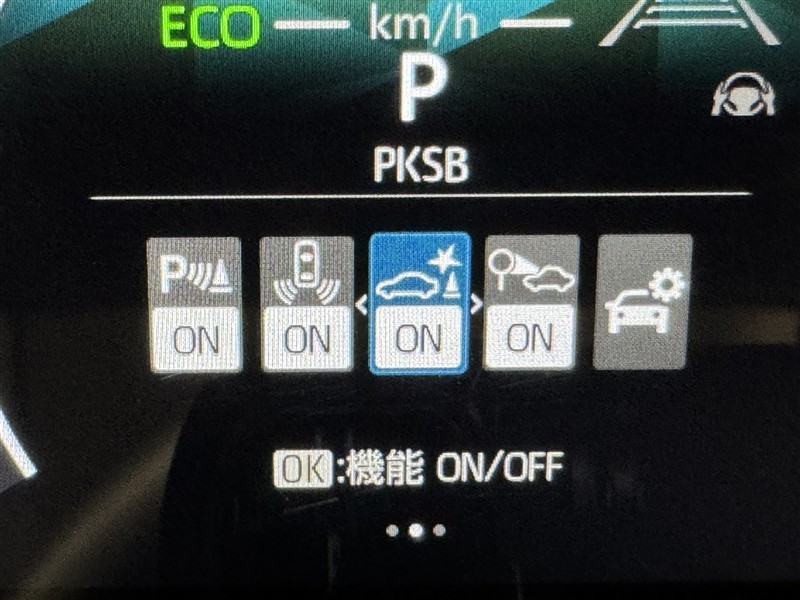 ECO km/h
P
PKSB
P
ON ON ON ON
OK:機能 ON/OFF